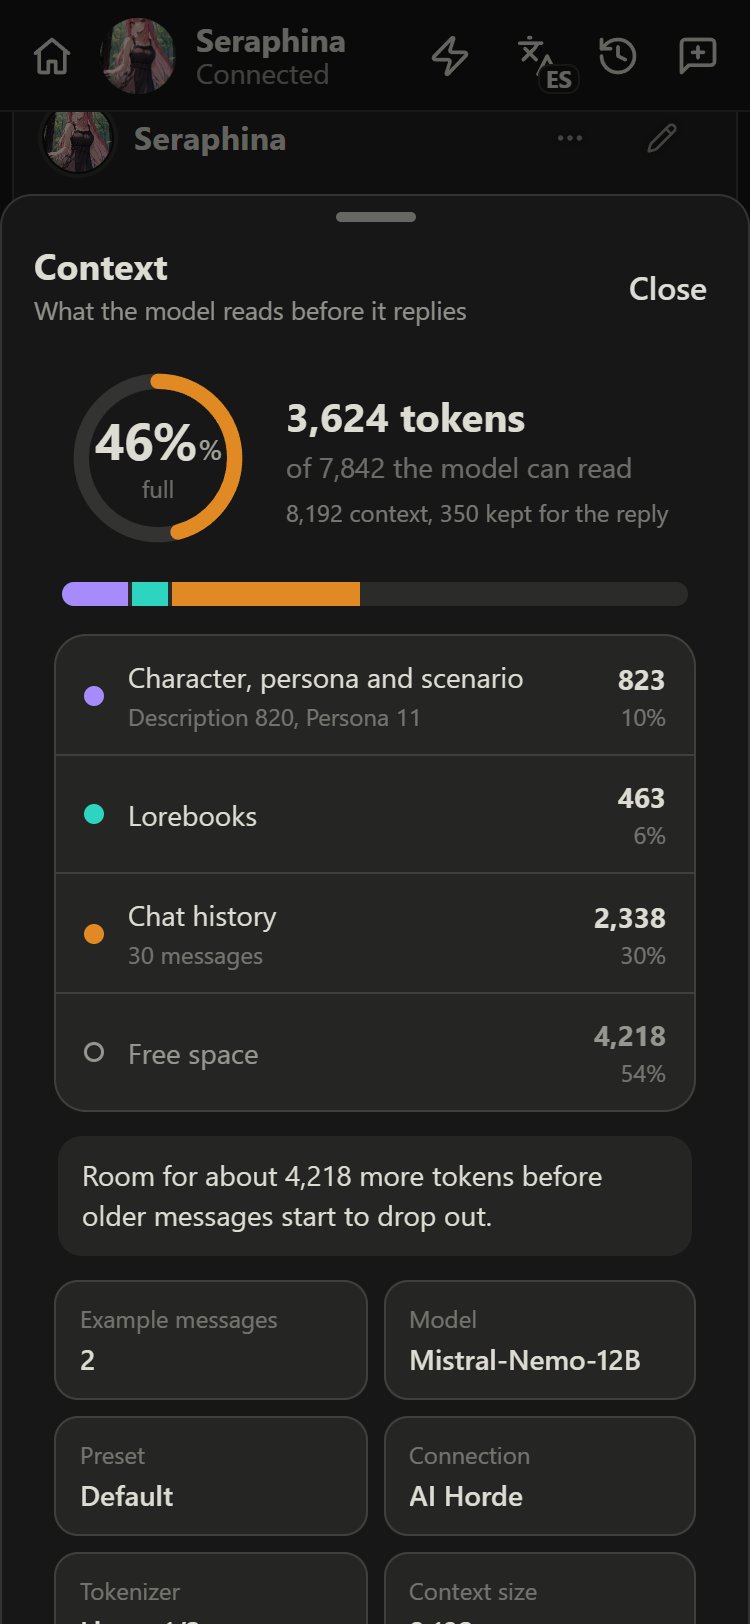 Seraphina
Connected
ES
Seraphina
Context
What the model reads before it replies
Close
46%%
full
3,624 tokens
of 7,842 the model can read
8,192 context, 350 kept for the reply
Character, persona and scenario
823
Description 820, Persona 11
10%
Lorebooks
463
6%
Chat history
2,338
30 messages
30%
Free space
4,218
54%
Room for about 4,218 more tokens before
older messages start to drop out.
Example messages
2
Model
Mistral-Nemo-12B
Preset
Default
Connection
AI Horde
Tokenizer
Context size